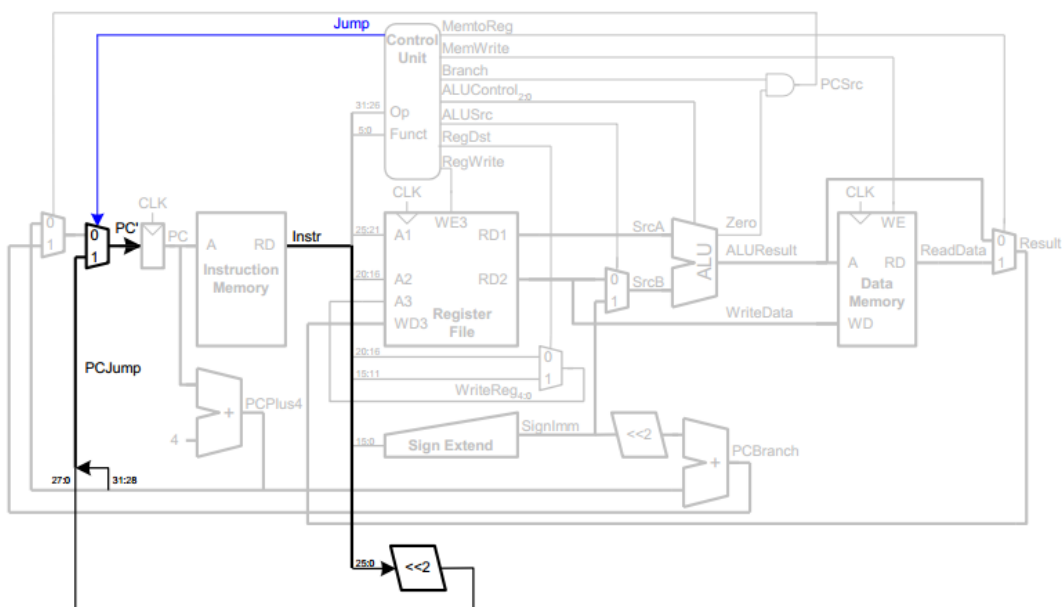 Jump
MemtoReg
Control
Unit
MemWrite
Branch
ALUControl2:0
PCSrc
31:26
Op
ALUSrc
5:0
Funct
RegDst
RegWrite
CLK
CLK
CLK
0
1
0
1
PC'
PC
A
RD
Instr
Instruction
Memory
25:21
A1
WE3
RD1
SrcA
Zero
WE
0
1
Result
20:16
A2
RD2
0
1
SrcB
ALU
ALUResult
A
RD
ReadData
A3
Data
Memory
WD3
Register
File
WriteData
WD
20:16
0
PCJump
15:11
1
WriteReg4:0
PCPlus4
+
4
SignImm
<<2
PCBranch
15:0
Sign Extend
+
27:0
31:28
25:0
<<2